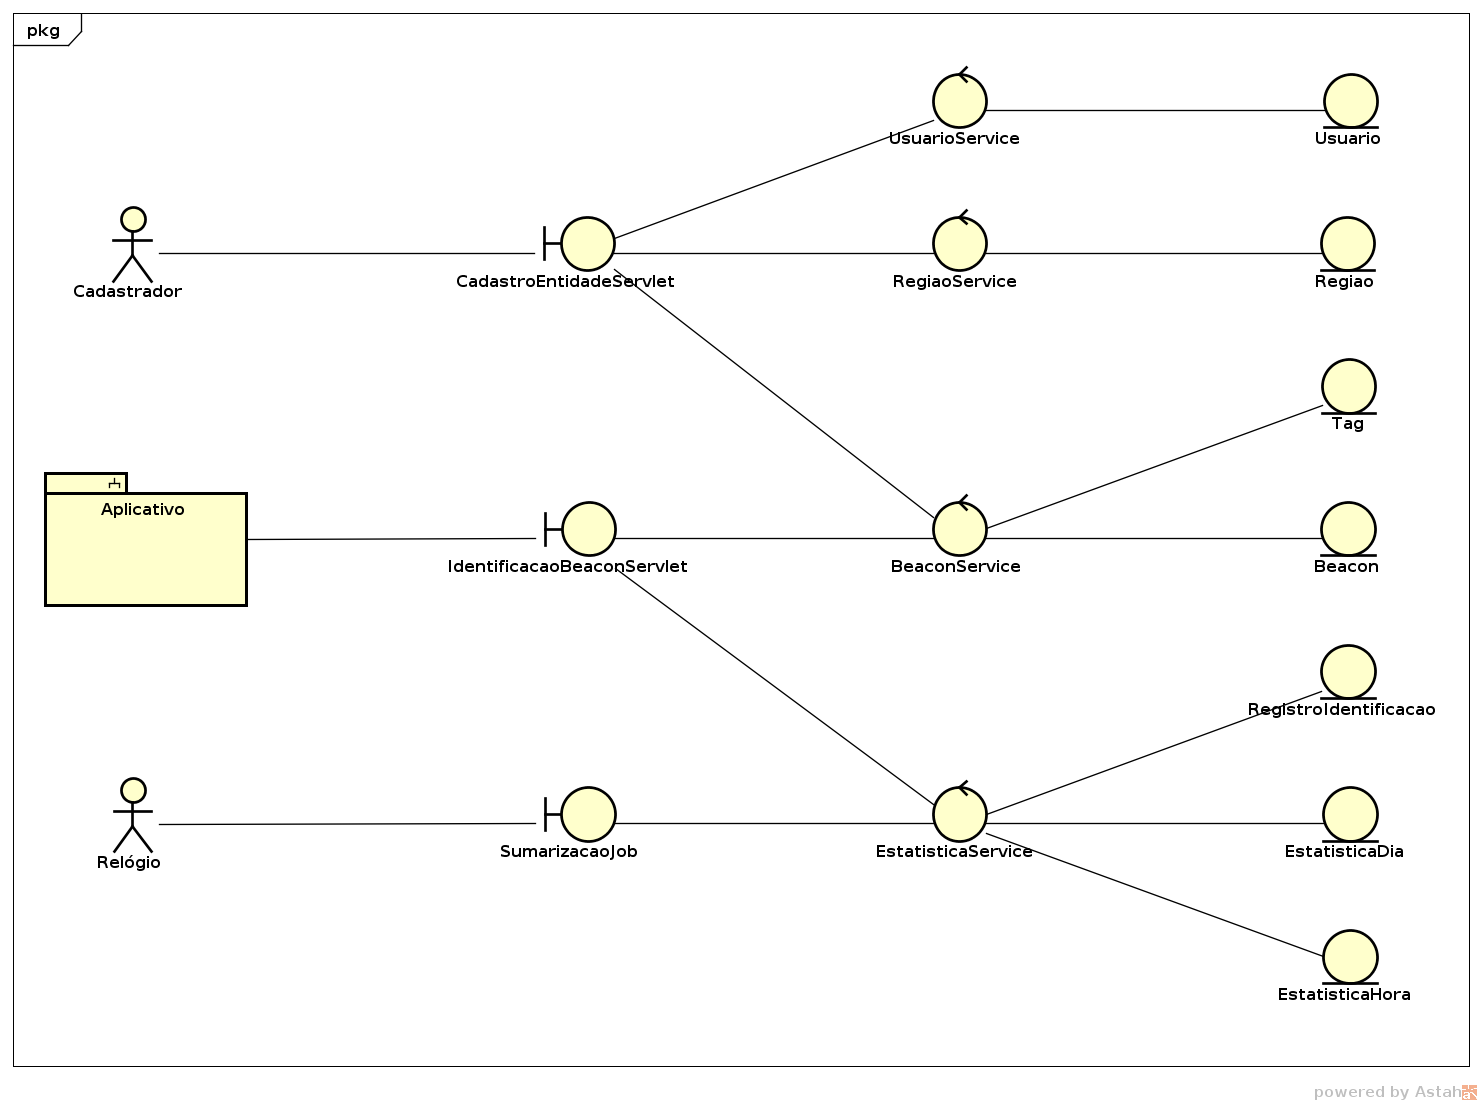 pkg
UsuarioService
Usuario
Cadastrador
CadastroEntidadeServlet
RegiaoService
Regiao
Tag
Aplicativo
IdentificacaoBeaconServlet
BeaconService
Beacon
RegistroIdentificacao
Relógio
SumarizacaoJob
EstatisticaService
EstatisticaDia
EstatisticaHora
powered by Astah